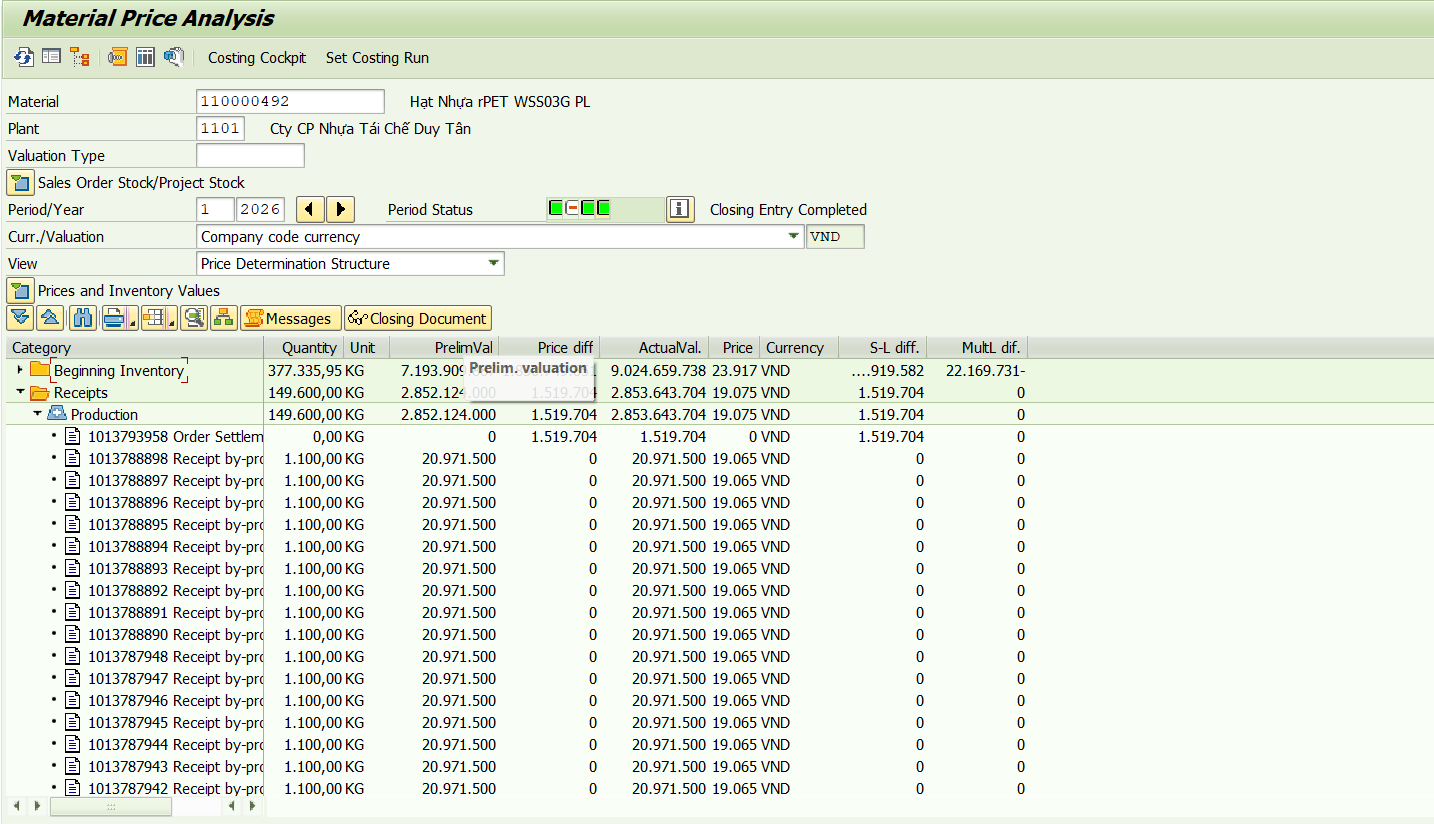 Material Price Analysis
Costing Cockpit Set Costing Run
Material 110000492 Hạt Nhựa rPET WSS03G PL
Plant 1101 Cty CP Nhựa Tái Chế Duy Tân
Valuation Type
Sales Order Stock/Project Stock
Period/Year 1 2026 Period Status Closing Entry Completed
Curr./Valuation Company code currency VND
View Price Determination Structure
Prices and Inventory Values
Messages Closing Document
Category Quantity Unit PrelimVal Price diff ActualVal. Price Currency S-L diff. MultL dif.
Prelim. valuation
Beginning Inventory 377.335,95 KG 7.193.909 9.024.659.738 23.917 VND ....919.582 22.169.731-
Receipts 149.600,00 KG 2.852.124.000 1.519.704 2.853.643.704 19.075 VND 1.519.704 0
Production 149.600,00 KG 2.852.124.000 1.519.704 2.853.643.704 19.075 VND 1.519.704 0
1013793958 Order Settlem 0,00 KG 0 1.519.704 1.519.704 0 VND 1.519.704 0
1013788898 Receipt by-pro 1.100,00 KG 20.971.500 0 20.971.500 19.065 VND 0 0
1013788897 Receipt by-pro 1.100,00 KG 20.971.500 0 20.971.500 19.065 VND 0 0
1013788896 Receipt by-pro 1.100,00 KG 20.971.500 0 20.971.500 19.065 VND 0 0
1013788895 Receipt by-pro 1.100,00 KG 20.971.500 0 20.971.500 19.065 VND 0 0
1013788894 Receipt by-pro 1.100,00 KG 20.971.500 0 20.971.500 19.065 VND 0 0
1013788893 Receipt by-pro 1.100,00 KG 20.971.500 0 20.971.500 19.065 VND 0 0
1013788892 Receipt by-pro 1.100,00 KG 20.971.500 0 20.971.500 19.065 VND 0 0
1013788891 Receipt by-pro 1.100,00 KG 20.971.500 0 20.971.500 19.065 VND 0 0
1013788890 Receipt by-pro 1.100,00 KG 20.971.500 0 20.971.500 19.065 VND 0 0
1013787948 Receipt by-pro 1.100,00 KG 20.971.500 0 20.971.500 19.065 VND 0 0
1013787947 Receipt by-pro 1.100,00 KG 20.971.500 0 20.971.500 19.065 VND 0 0
1013787946 Receipt by-pro 1.100,00 KG 20.971.500 0 20.971.500 19.065 VND 0 0
1013787945 Receipt by-pro 1.100,00 KG 20.971.500 0 20.971.500 19.065 VND 0 0
1013787944 Receipt by-pro 1.100,00 KG 20.971.500 0 20.971.500 19.065 VND 0 0
1013787943 Receipt by-pro 1.100,00 KG 20.971.500 0 20.971.500 19.065 VND 0 0
1013787942 Receipt by-pro 1.100,00 KG 20.971.500 0 20.971.500 19.065 VND 0 0